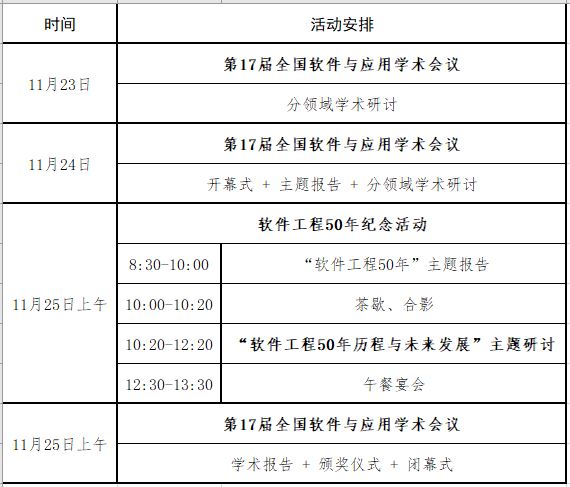 时间 活动安排
第17届全国软件与应用学术会议
11月23日
分领域学术研讨
第17届全国软件与应用学术会议
11月24日
开幕式 + 主题报告 + 分领域学术研讨
软件工程50年纪念活动
8:30-10:00 “软件工程50年”主题报告
11月25日上午
10:00-10:20 茶歇、合影
10:20-12:20 “软件工程50年历程与未来发展”主题研讨
12:30-13:30 午餐宴会
第17届全国软件与应用学术会议
11月25日上午
学术报告 + 颁奖仪式 + 闭幕式